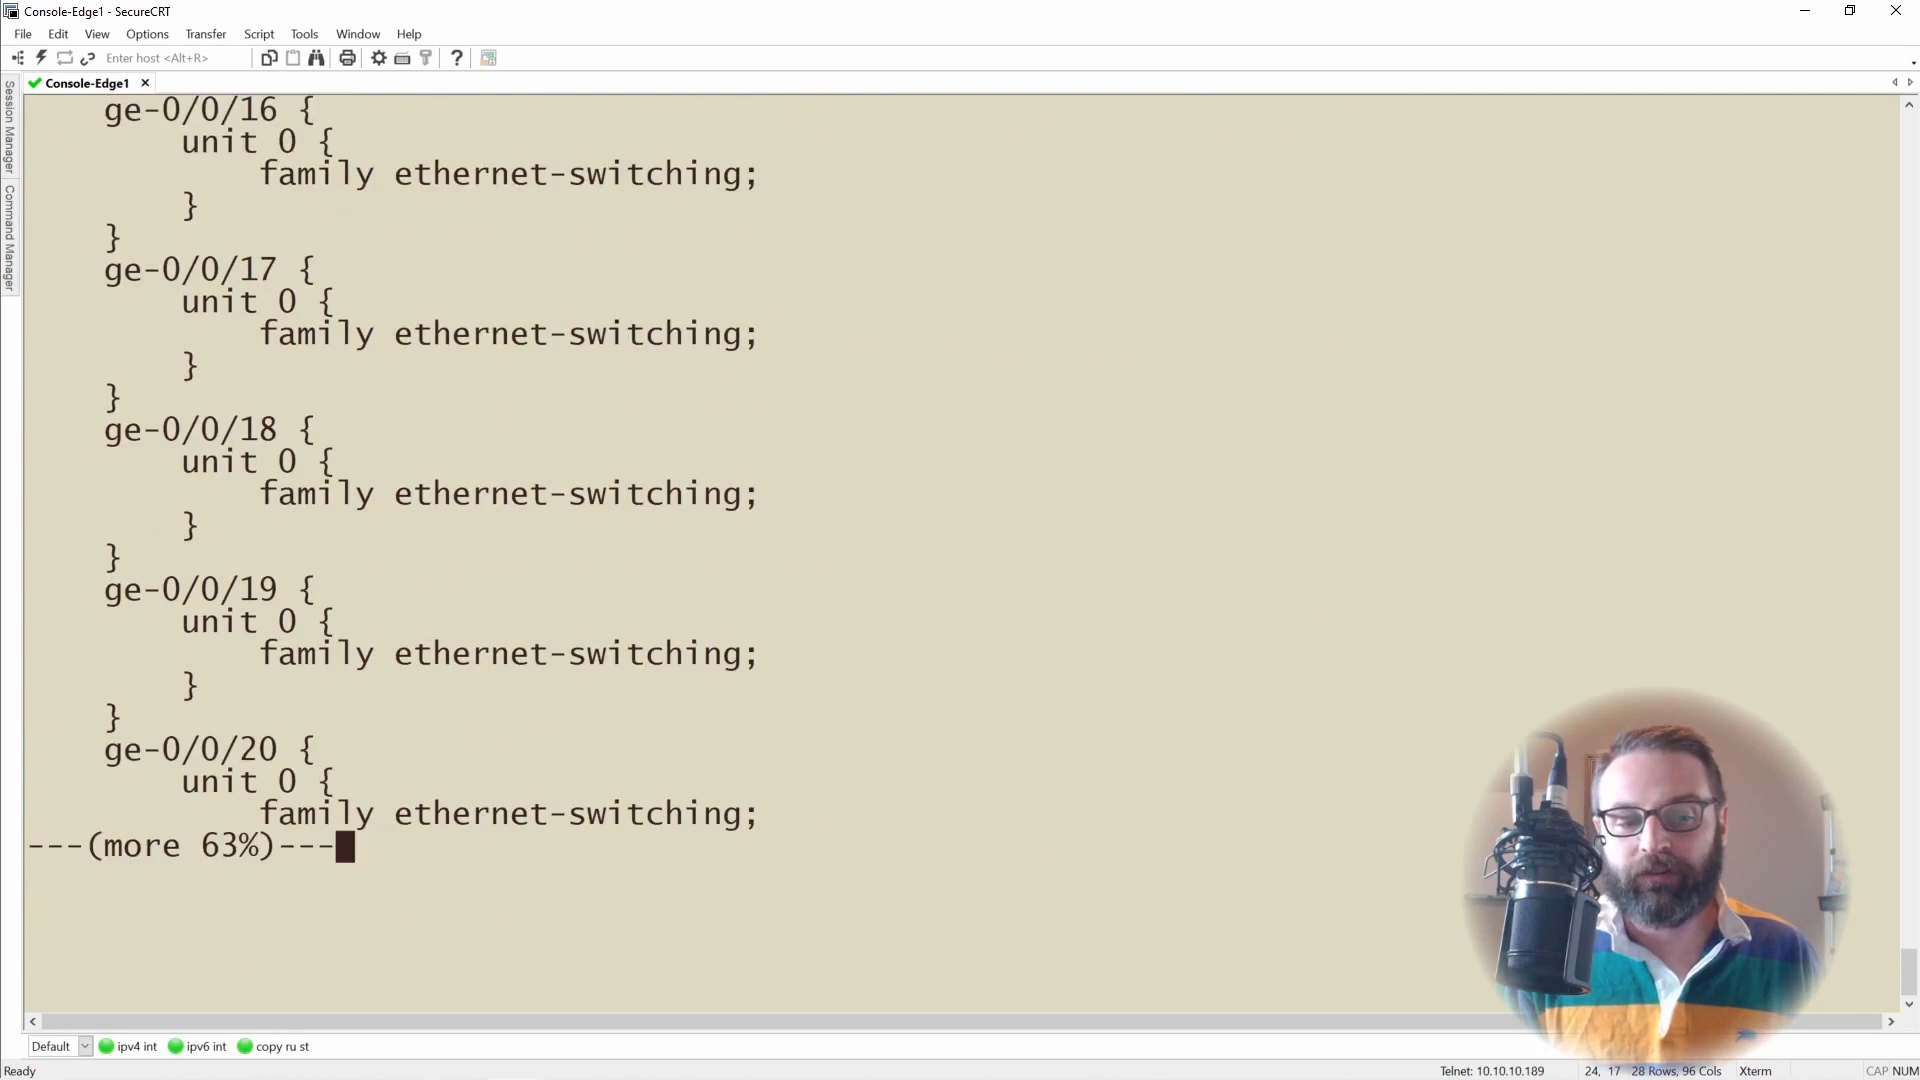 Console-Edge1 - SecureCRT
File Edit View Options Transfer Script Tools Window Help
Enter host <Alt+R>
Console-Edge1
Session Manager
Command Manager
ge-0/0/16 {
unit 0 {
family ethernet-switching;
}
}
ge-0/0/17 {
unit 0 {
family ethernet-switching;
}
}
ge-0/0/18 {
unit 0 {
family ethernet-switching;
}
}
ge-0/0/19 {
unit 0 {
family ethernet-switching;
}
}
ge-0/0/20 {
unit 0 {
family ethernet-switching;
---(more 63%)---
Default ipv4 int ipv6 int copy ru st
Ready Telnet: 10.10.10.189 24, 17 28 Rows, 96 Cols Xterm CAP NUM